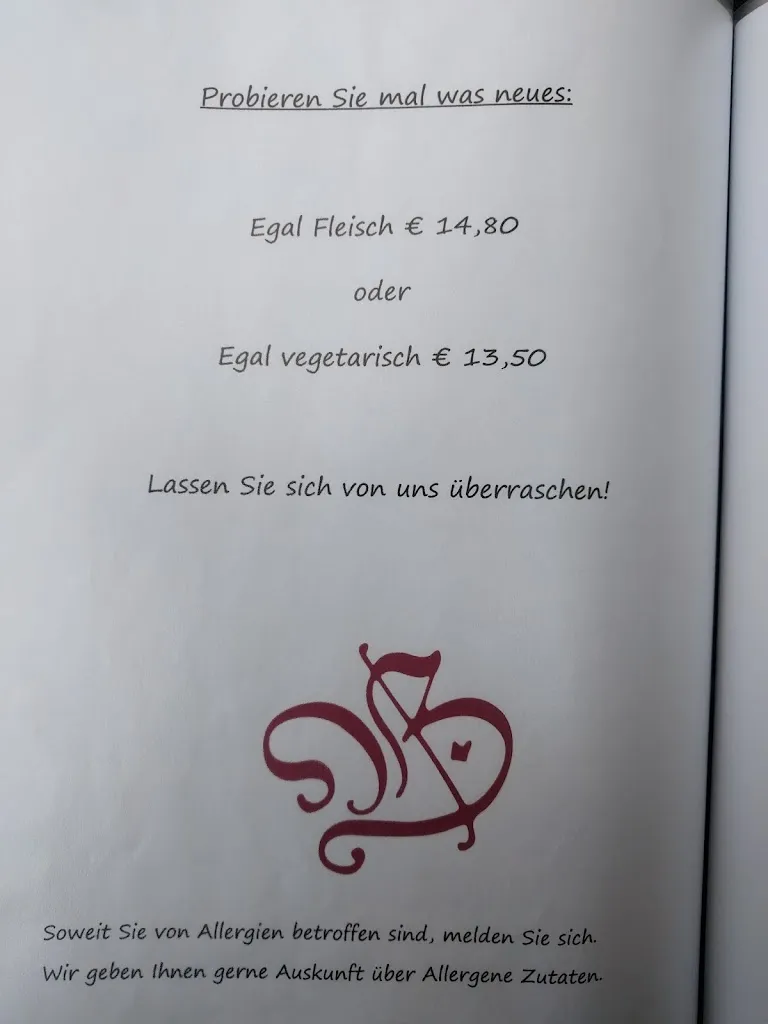 Probieren Sie mal was neues:
Egal Fleisch € 14,80
oder
Egal vegetarisch € 13,50
Lassen Sie sich von uns überraschen!
Soweit Sie von Allergien betroffen sind, melden Sie sich.
Wir geben Ihnen gerne Auskunft über Allergene Zutaten.